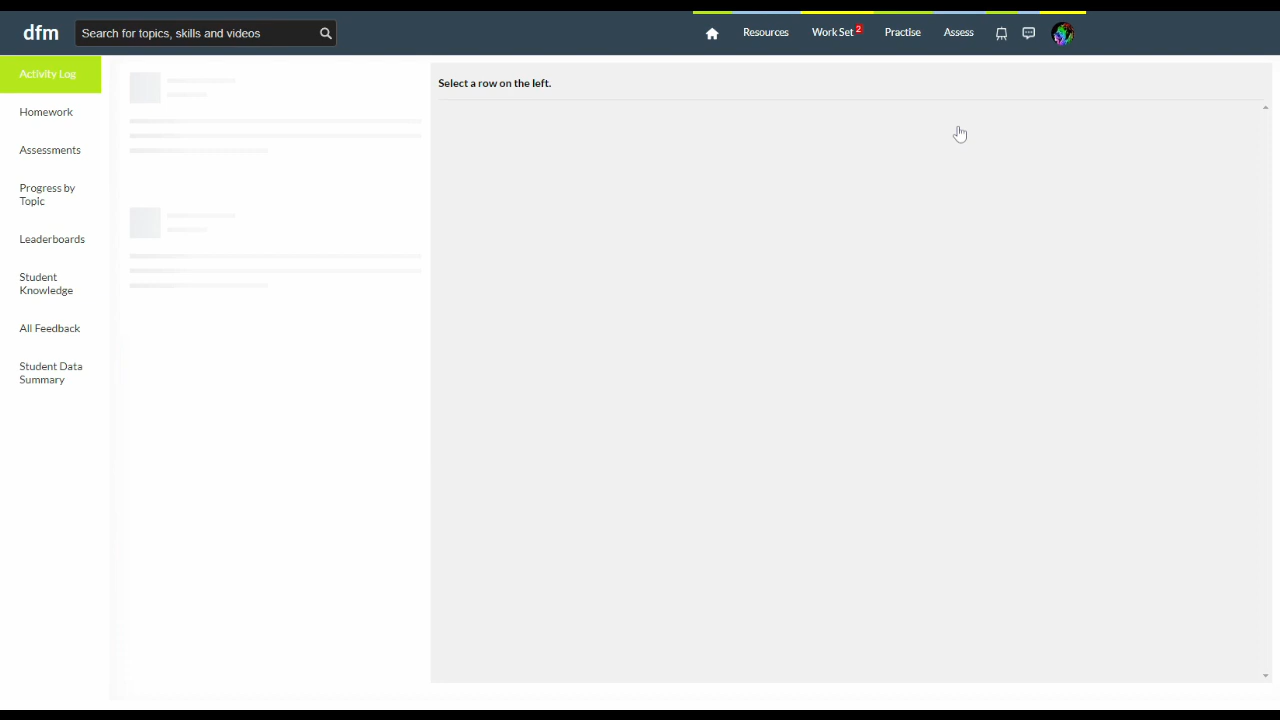 dfm
Search for topics, skills and videos
Resources
Work Set 2
Practise
Assess
Activity Log
Homework
Assessments
Progress by
Topic
Leaderboards
Student
Knowledge
All Feedback
Student Data
Summary
Select a row on the left.